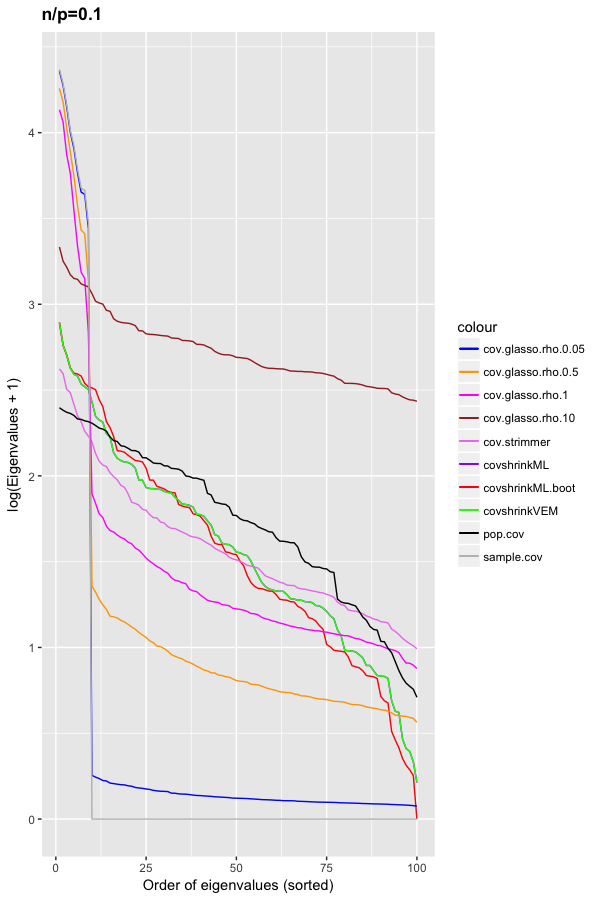 n/p=0.1
log(Eigenvalues + 1)
4
3
2
1
0
0 25 50 75 100
Order of eigenvalues (sorted)
colour
cov.glasso.rho.0.05
cov.glasso.rho.0.5
cov.glasso.rho.1
cov.glasso.rho.10
cov.strimmer
covshrinkML
covshrinkML.boot
covshrinkVEM
pop.cov
sample.cov